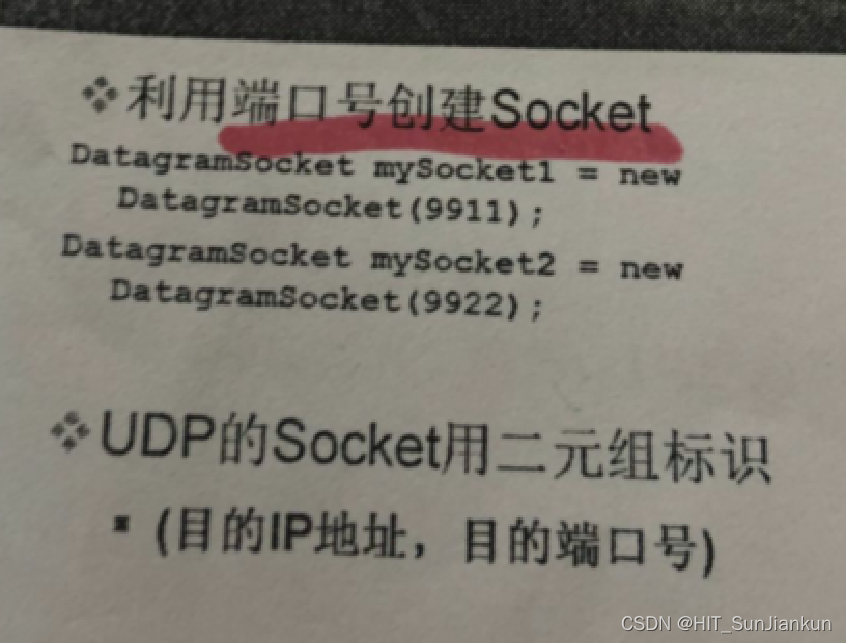 ❖利用端口号创建Socket
DatagramSocket mySocket1 = new
DatagramSocket(9911);
DatagramSocket mySocket2 = new
DatagramSocket(9922);
❖UDP的Socket用二元组标识
▪ (目的IP地址，目的端口号)
CSDN @HIT_SunJiankun